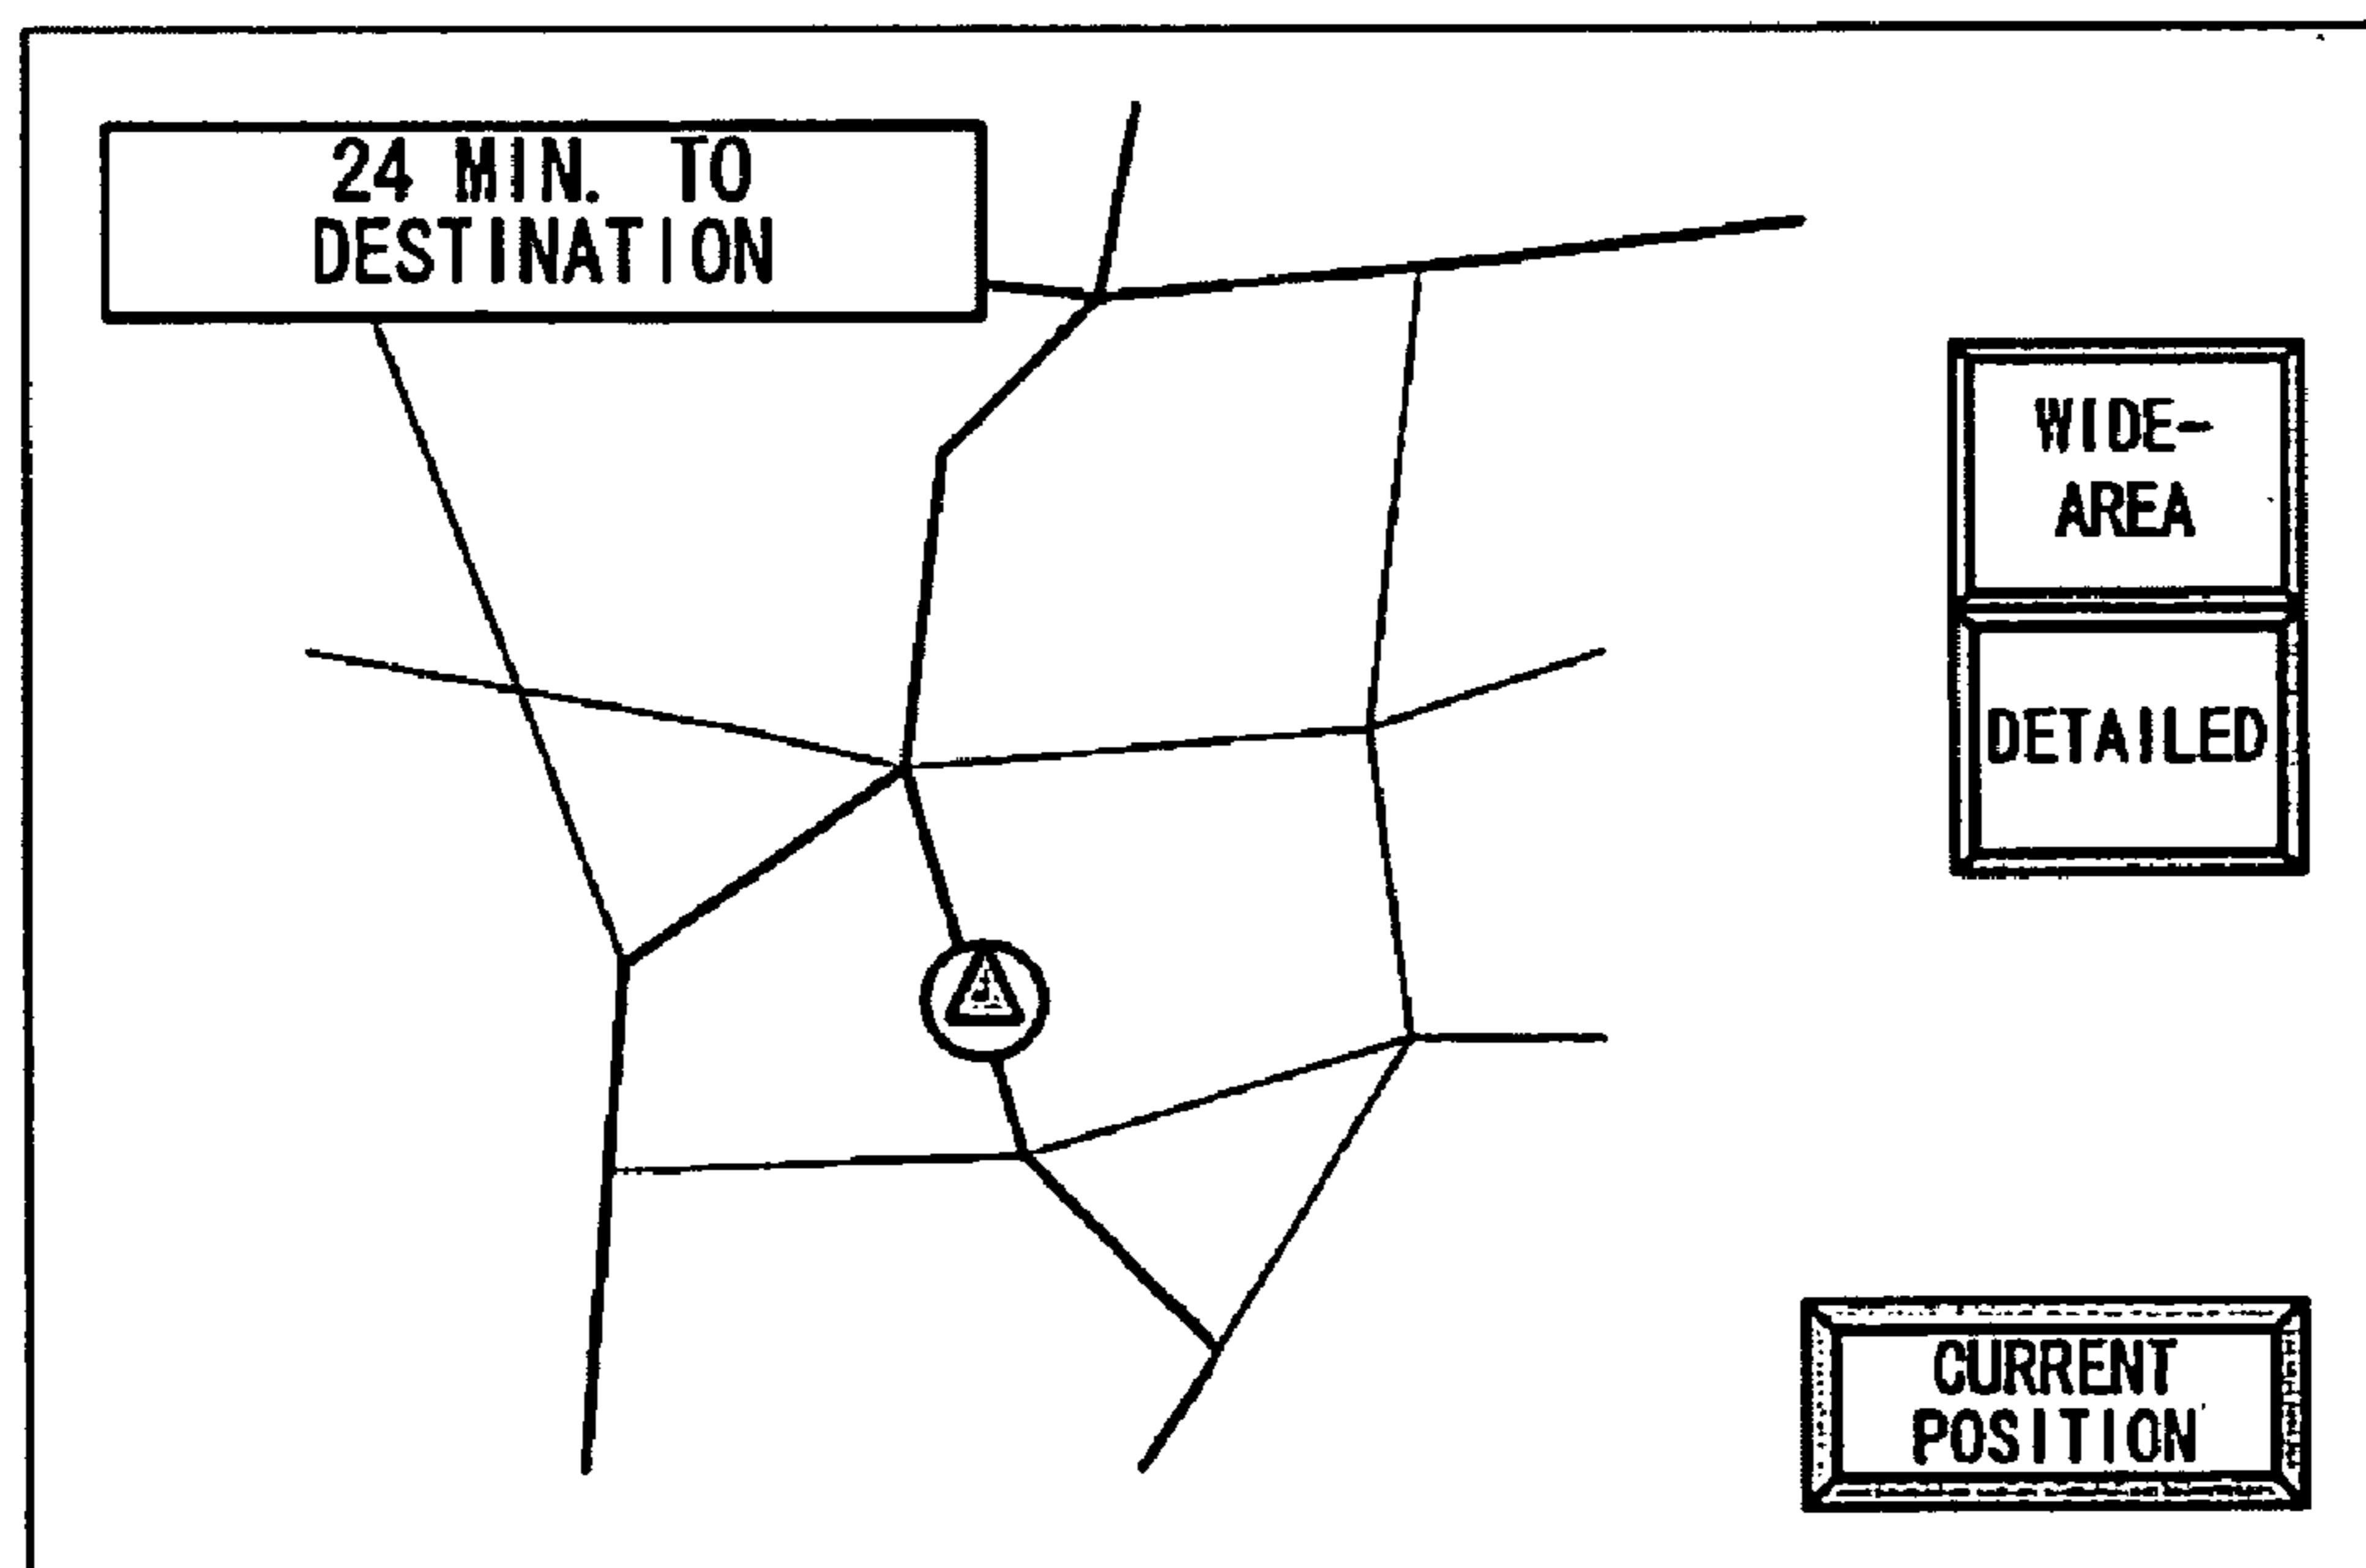 24 MIN. TO
DESTINATION
WIDE-
AREA
DETAILED
CURRENT
POSITION